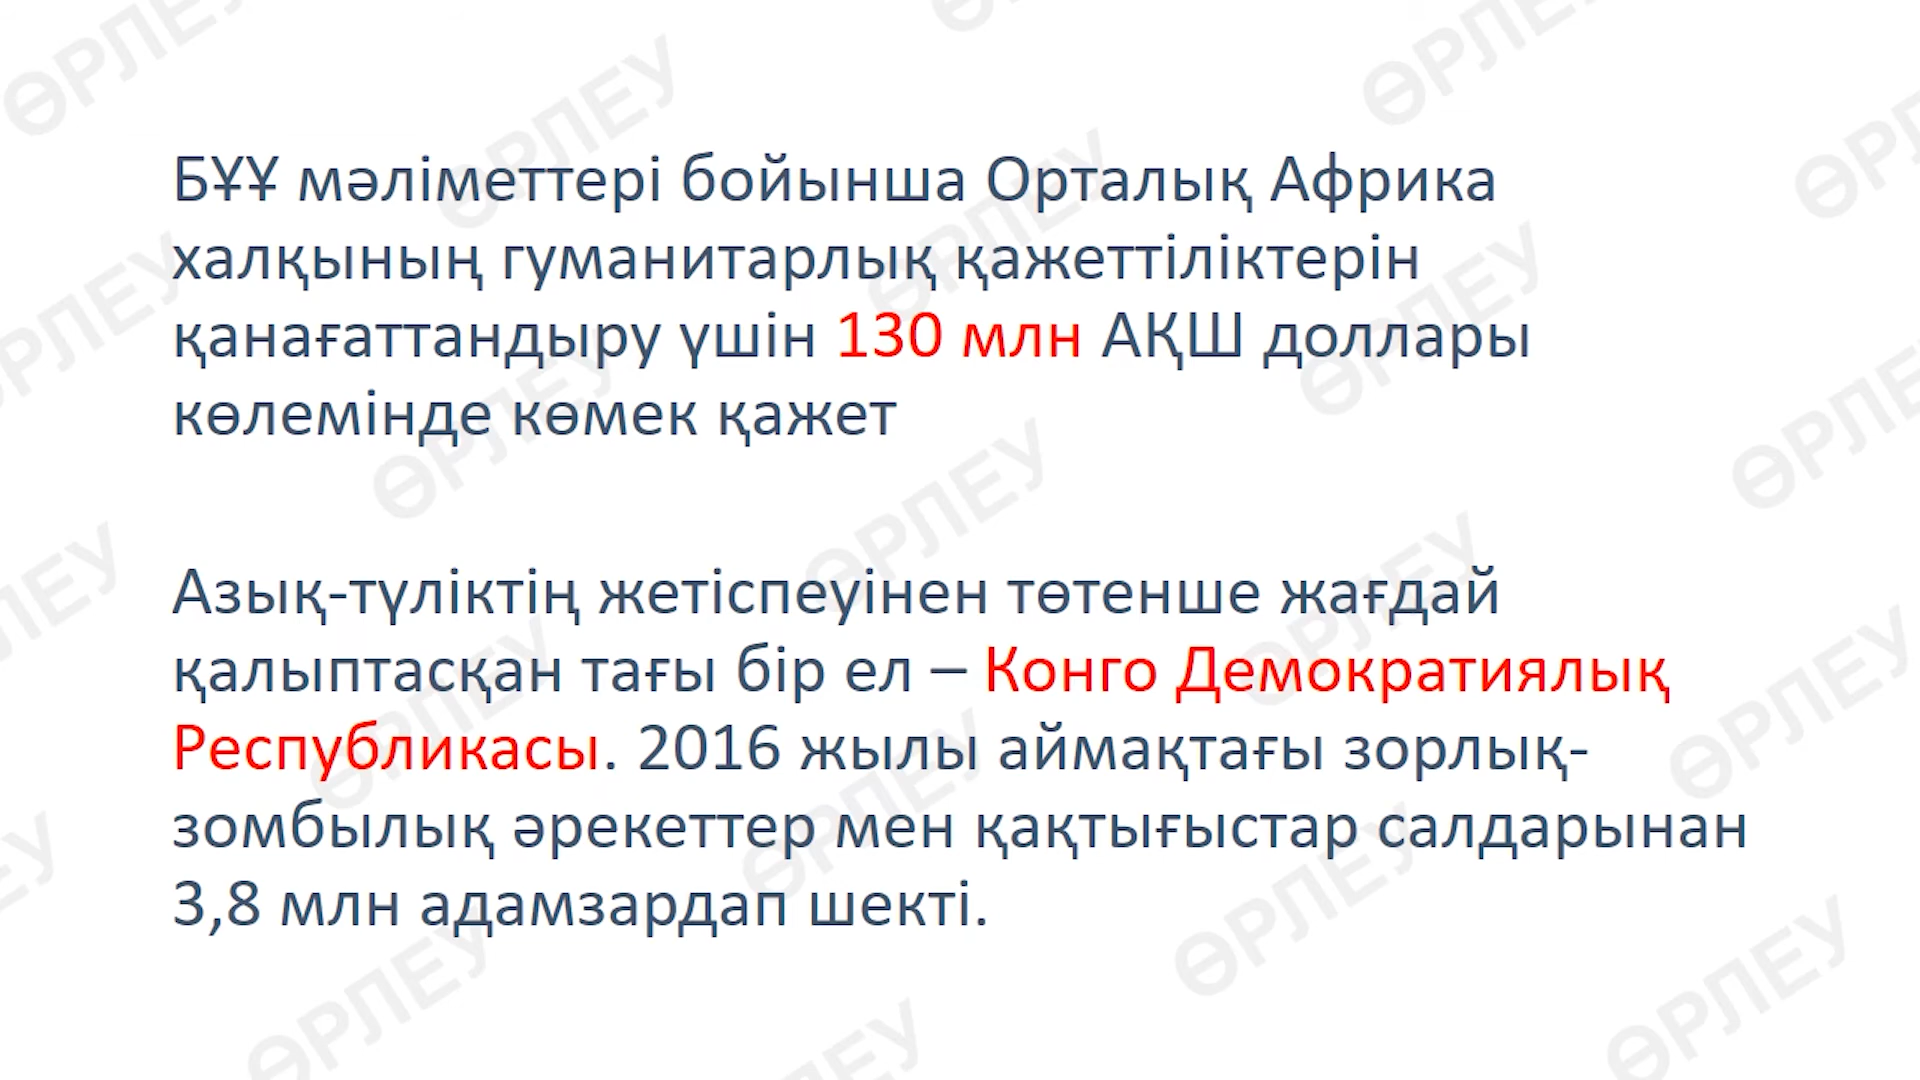 БҰҰ мәліметтері бойынша Орталық Африка
халқының гуманитарлық қажеттіліктерін
қанағаттандыру үшін 130 млн АҚШ доллары
көлемінде көмек қажет
Азық-түліктің жетіспеуінен төтенше жағдай
қалыптасқан тағы бір ел – Конго Демократиялық
Республикасы. 2016 жылы аймақтағы зорлық-
зомбылық әрекеттер мен қақтығыстар салдарынан
3,8 млн адамзардап шекті.
ӨРЛЕУ